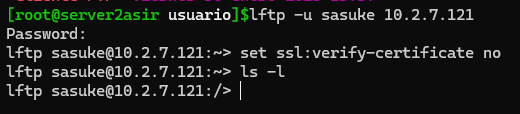 [root@server2asir usuario]$lftp -u sasuke 10.2.7.121
Password:
lftp sasuke@10.2.7.121:~> set ssl:verify-certificate no
lftp sasuke@10.2.7.121:~> ls -l
lftp sasuke@10.2.7.121:/>